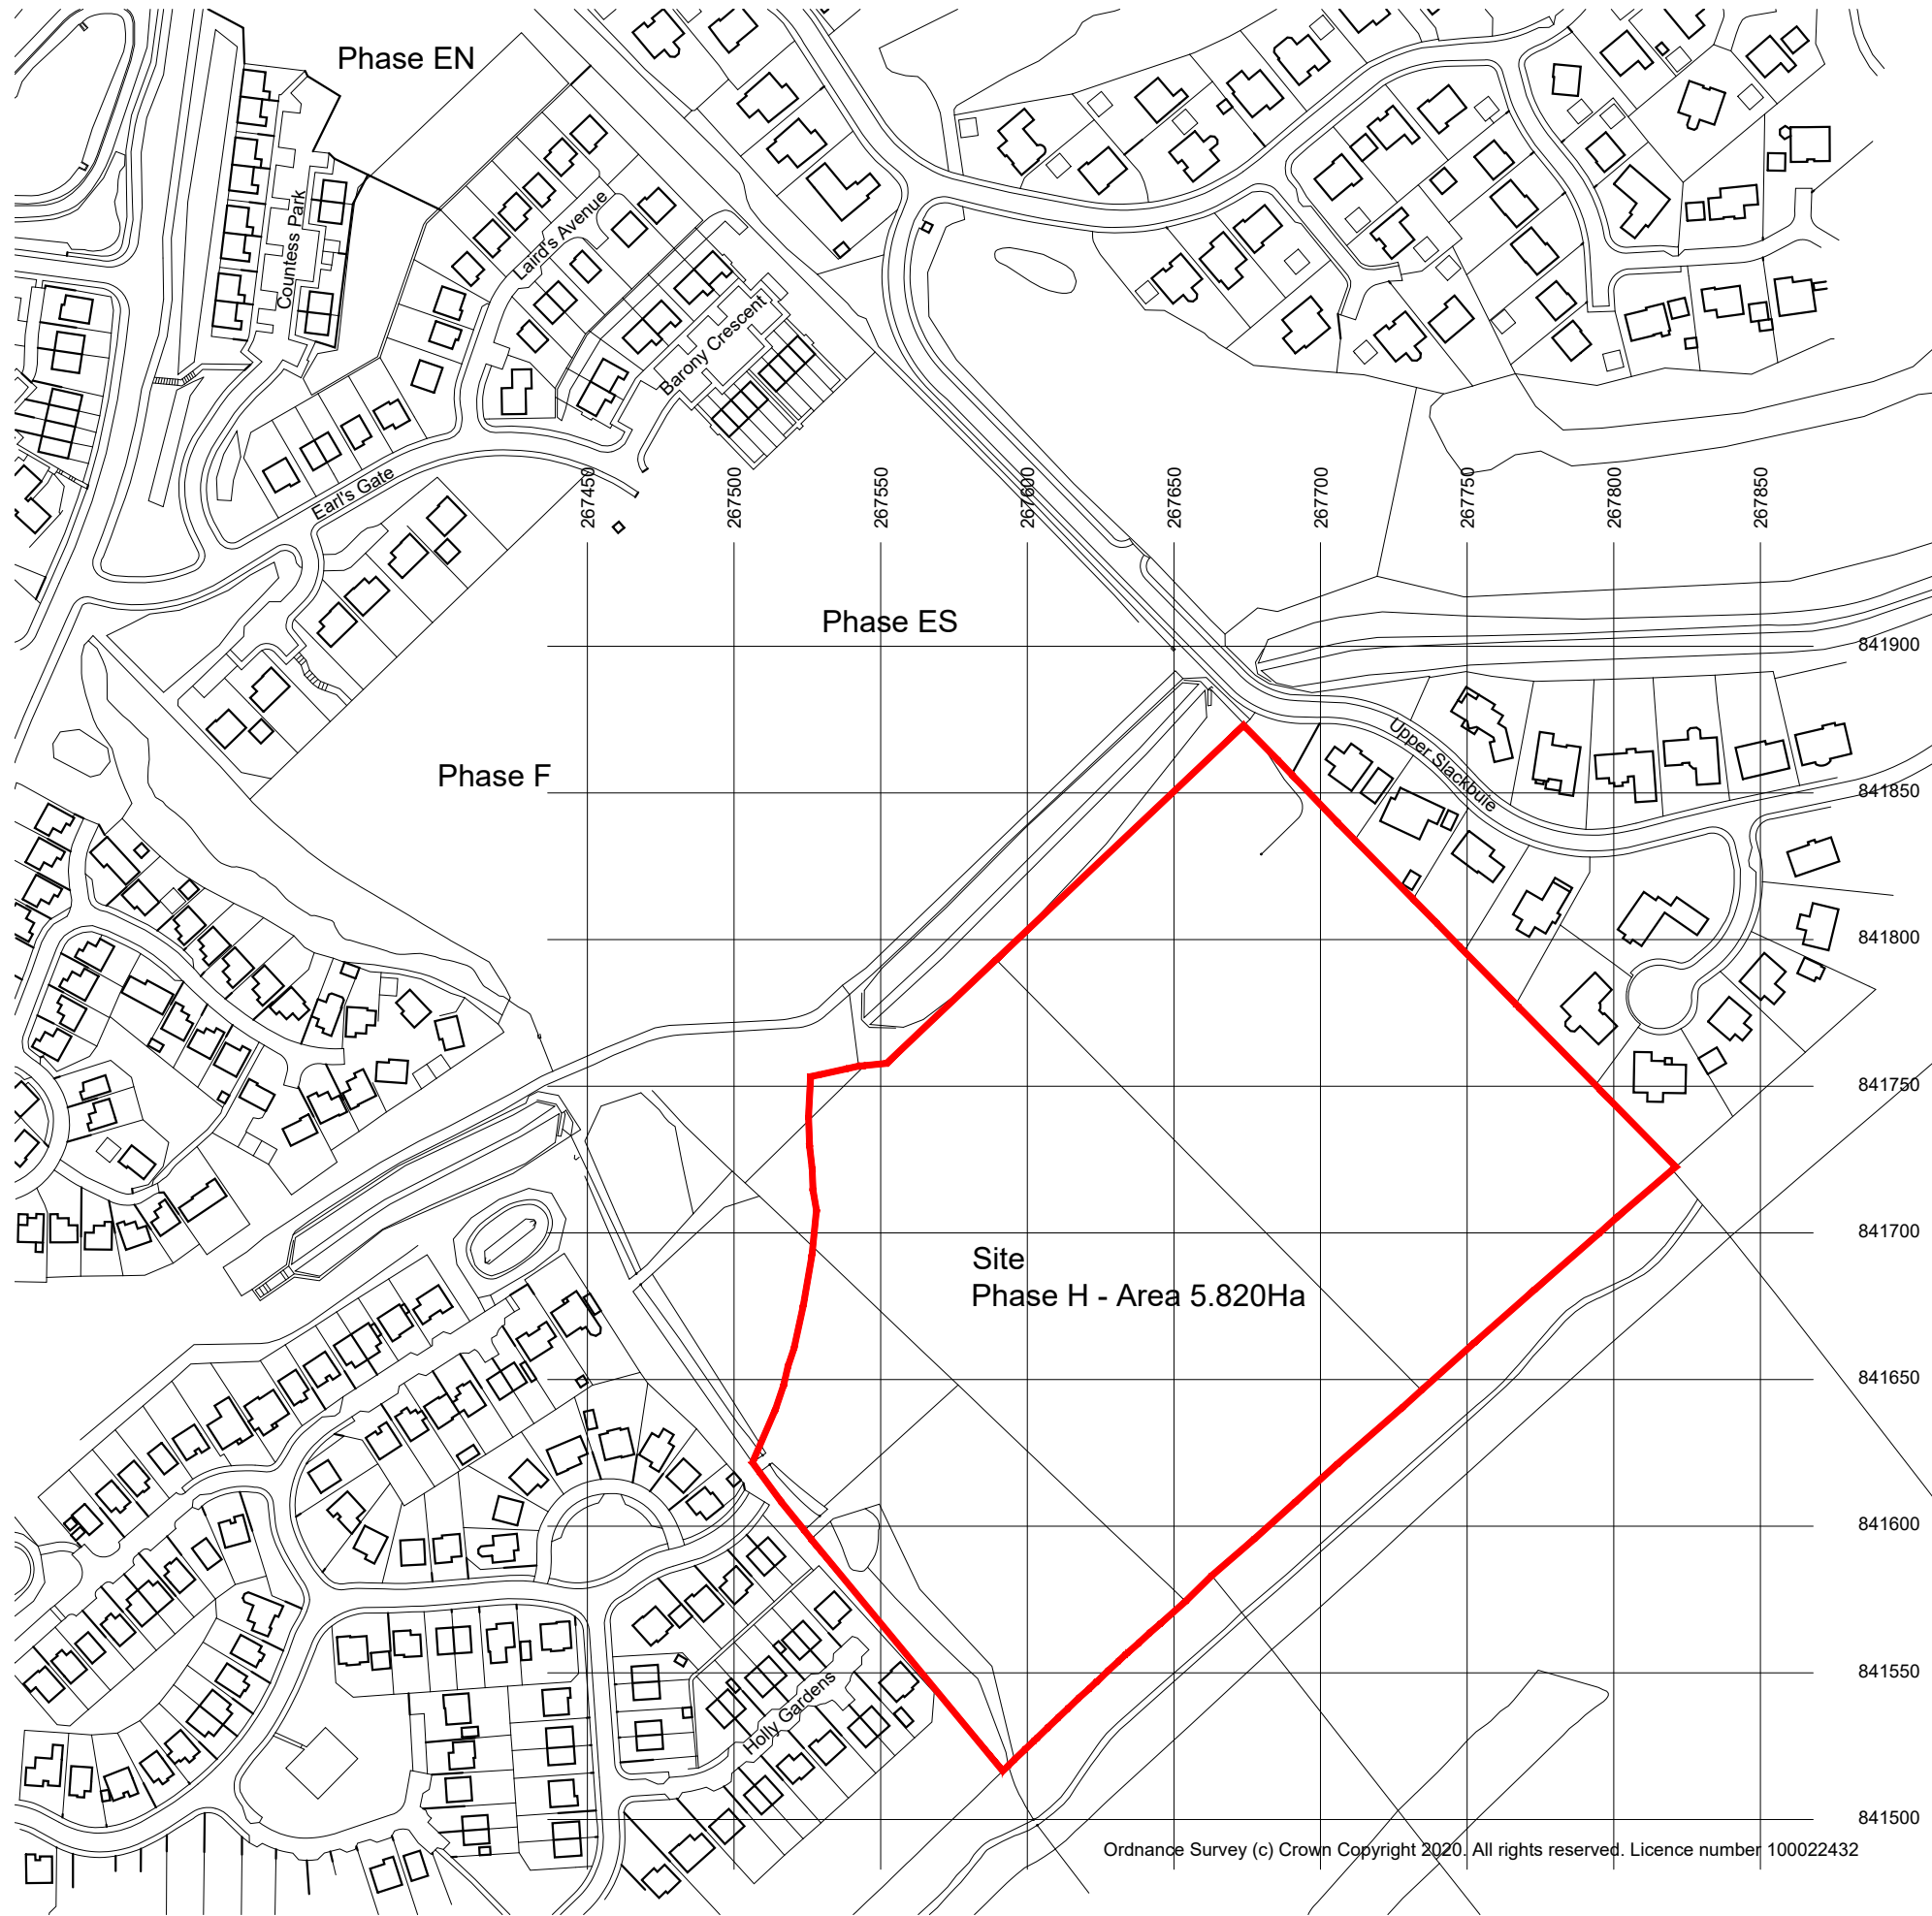 Phase EN
Countess Park
Laird's Avenue
Barony Crescent
Earl's Gate
267450
267500
267550
267600
267650
267700
267750
267800
267850
Phase ES
841900
Upper Slackbuie
Phase F
841850
841800
841750
841700
Site
Phase H - Area 5.820Ha
841650
841600
841550
Holly Gardens
841500
Ordnance Survey (c) Crown Copyright 2020. All rights reserved. Licence number 100022432